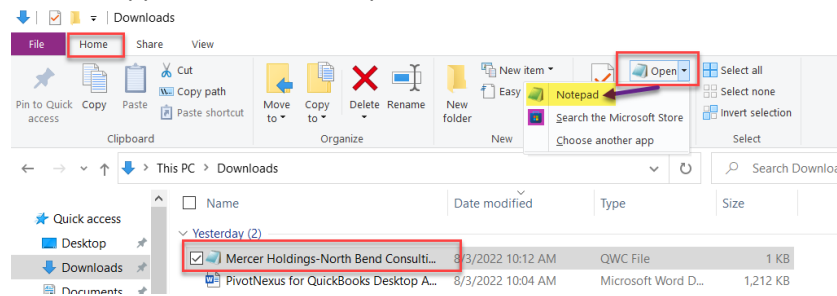 Downloads
File Home Share View
Pin to Quick access
Copy
Paste
Cut
Copy path
Paste shortcut
Clipboard
Move to
Copy to
Delete
Rename
Organize
New folder
New item
Easy
New
Open
Notepad
Search the Microsoft Store
Choose another app
Select all
Select none
Invert selection
Select
This PC > Downloads
Search Downloa
Name Date modified Type Size
Quick access
Desktop
Downloads
Documents
Yesterday (2)
Mercer Holdings-North Bend Consulti... 8/3/2022 10:12 AM QWC File 1 KB
PivotNexus for QuickBooks Desktop A... 8/3/2022 10:04 AM Microsoft Word D... 1,212 KB